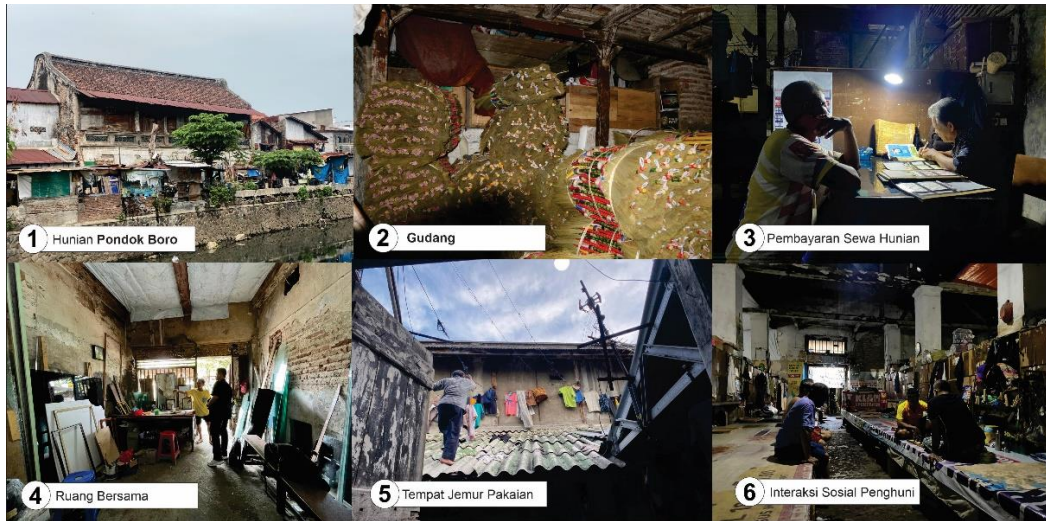 1 Hunian Pondok Boro
2 Gudang
3 Pembayaran Sewa Hunian
4 Ruang Bersama
5 Tempat Jemur Pakaian
6 Interaksi Sosial Penghuni